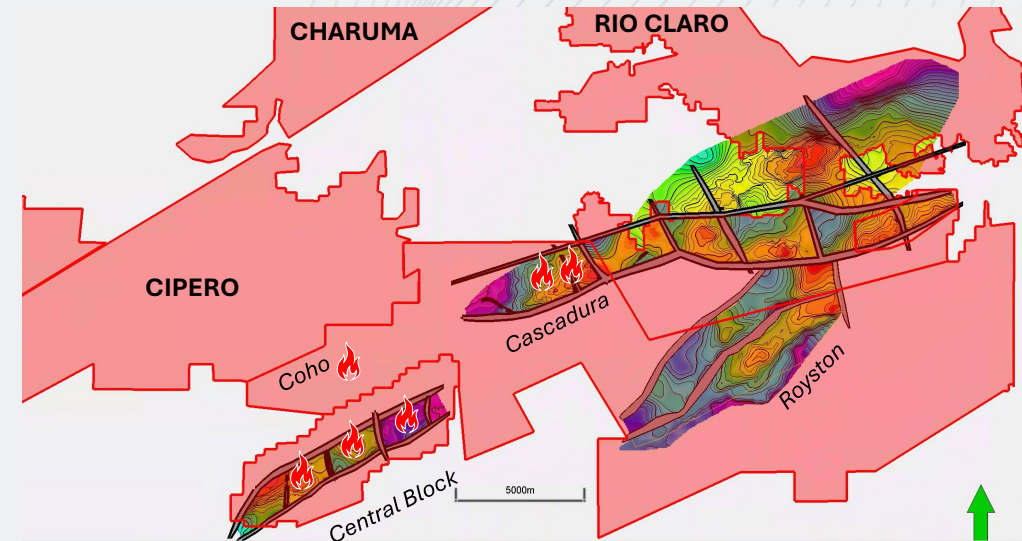 CHARUMA
RIO CLARO
CIPERO
Cascadura
Coho
Royston
Central Block
5000m